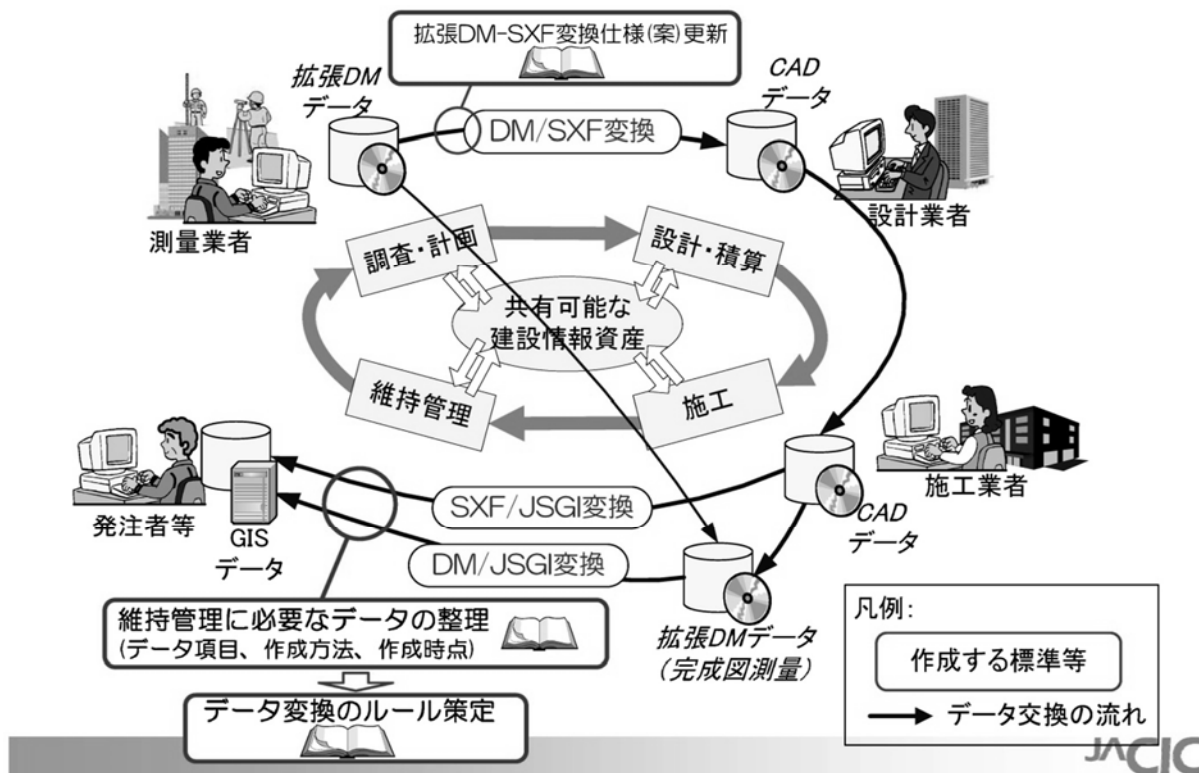 拡張DM-SXF変換仕様(案)更新
拡張DM
データ
CAD
データ
DM/SXF変換
測量業者
設計業者
調査・計画
設計・積算
共有可能な
建設情報資産
維持管理
施工
発注者等
GIS
データ
SXF/JSGI変換
DM/JSGI変換
施工業者
CAD
データ
拡張DMデータ
(完成図測量)
維持管理に必要なデータの整理
(データ項目、作成方法、作成時点)
データ変換のルール策定
凡例:
作成する標準等
データ交換の流れ
JACIC